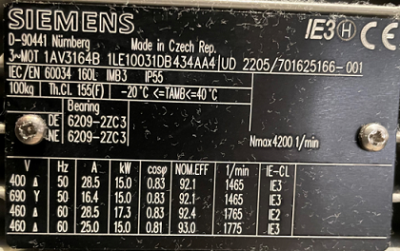 SIEMENS IE3 H CE
D-90441 Nürnberg Made in Czech Rep.
3~MOT 1AV3164B 1LE10031DB434AA4 UD 2205/701625166-001
IEC/EN 60034 160L IMB3 IP55
100kg Th.CL 155(F) -20°C <=TAMB<=40°C
Bearing
DE 6209-2ZC3
NE 6209-2ZC3 Nmax4200 1/min
V Hz A kW cosφ NOM.EFF 1/min IE-CL
400 Δ 50 28.5 15.0 0.83 92.1 1465 IE3
690 Y 50 16.4 15.0 0.83 92.1 1465 IE3
460 Δ 60 28.5 17.3 0.83 92.4 1765 IE2
460 Δ 60 25.0 15.0 0.81 93.0 1775 IE3